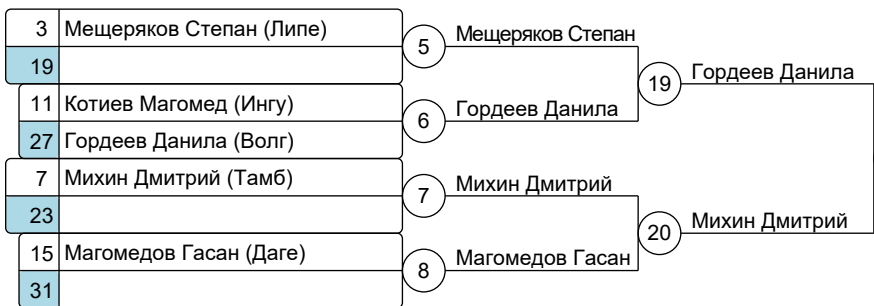 3 Мещеряков Степан (Липе)
19
11 Котиев Магомед (Ингу)
27 Гордеев Данила (Волг)
7 Михин Дмитрий (Тамб)
23
15 Магомедов Гасан (Даге)
31
5 Мещеряков Степан
6 Гордеев Данила
7 Михин Дмитрий
8 Магомедов Гасан
19 Гордеев Данила
20 Михин Дмитрий